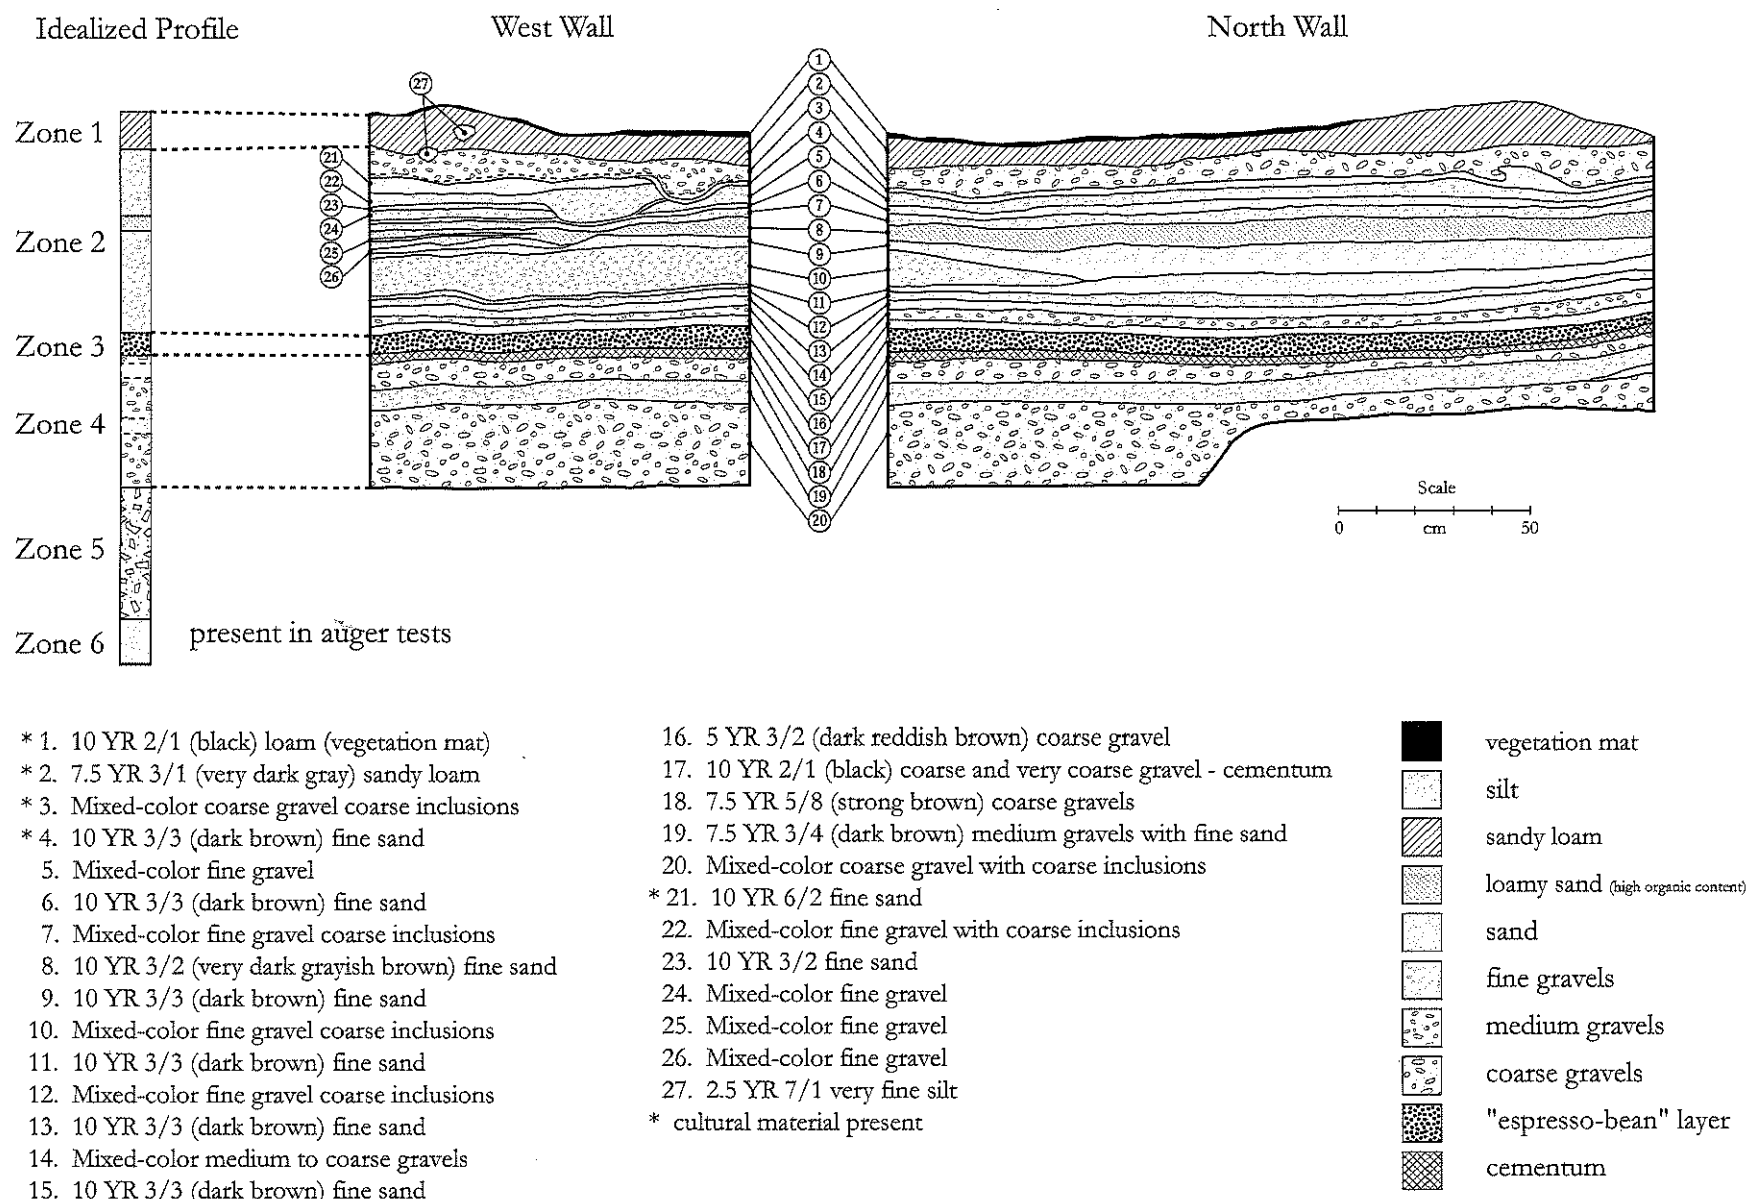 Idealized Profile
West Wall
North Wall
Zone 1
Zone 2
Zone 3
Zone 4
Zone 5
Zone 6
27
21
22
23
24
25
26
1
2
3
4
5
6
7
8
9
10
11
12
13
14
15
16
17
18
19
20
Scale
0 cm 50
present in auger tests
* 1. 10 YR 2/1 (black) loam (vegetation mat)
* 2. 7.5 YR 3/1 (very dark gray) sandy loam
* 3. Mixed-color coarse gravel coarse inclusions
* 4. 10 YR 3/3 (dark brown) fine sand
5. Mixed-color fine gravel
6. 10 YR 3/3 (dark brown) fine sand
7. Mixed-color fine gravel coarse inclusions
8. 10 YR 3/2 (very dark grayish brown) fine sand
9. 10 YR 3/3 (dark brown) fine sand
10. Mixed-color fine gravel coarse inclusions
11. 10 YR 3/3 (dark brown) fine sand
12. Mixed-color fine gravel coarse inclusions
13. 10 YR 3/3 (dark brown) fine sand
14. Mixed-color medium to coarse gravels
15. 10 YR 3/3 (dark brown) fine sand
16. 5 YR 3/2 (dark reddish brown) coarse gravel
17. 10 YR 2/1 (black) coarse and very coarse gravel - cementum
18. 7.5 YR 5/8 (strong brown) coarse gravels
19. 7.5 YR 3/4 (dark brown) medium gravels with fine sand
20. Mixed-color coarse gravel with coarse inclusions
* 21. 10 YR 6/2 fine sand
22. Mixed-color fine gravel with coarse inclusions
23. 10 YR 3/2 fine sand
24. Mixed-color fine gravel
25. Mixed-color fine gravel
26. Mixed-color fine gravel
27. 2.5 YR 7/1 very fine silt
* cultural material present
vegetation mat
silt
sandy loam
loamy sand (high organic content)
sand
fine gravels
medium gravels
coarse gravels
"espresso-bean" layer
cementum